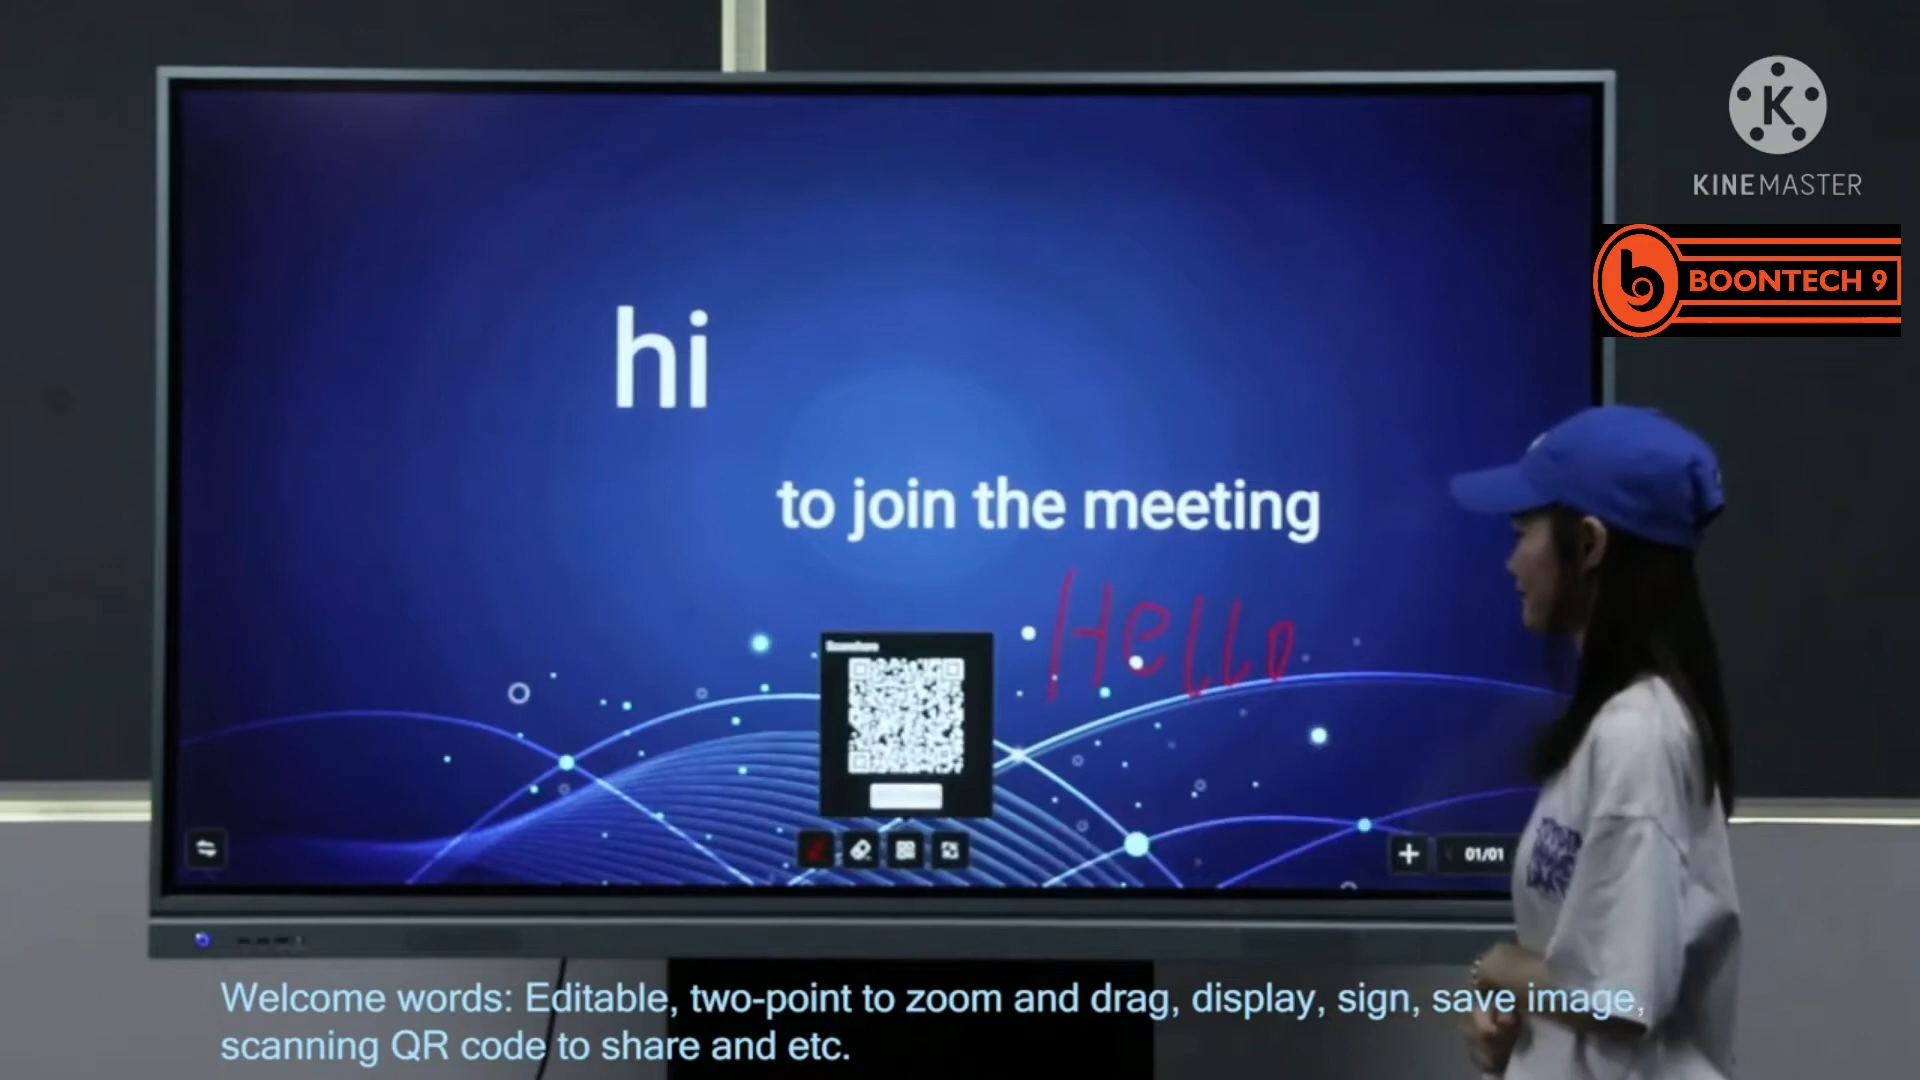 K
KINEMASTER
b BOONTECH 9
hi
to join the meeting
Hello
01/01
Welcome words: Editable, two-point to zoom and drag, display, sign, save image,
scanning QR code to share and etc.